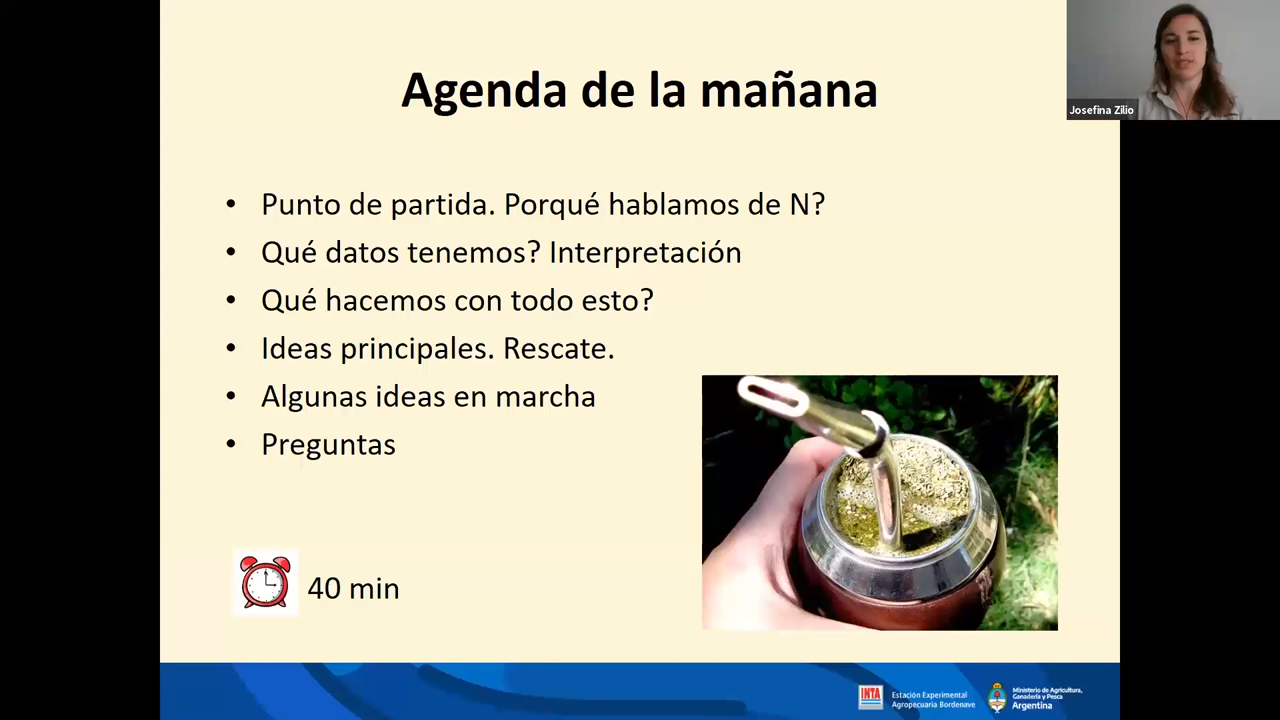 Agenda de la mañana
Josefina Zilio
• Punto de partida. Porqué hablamos de N?
• Qué datos tenemos? Interpretación
• Qué hacemos con todo esto?
• Ideas principales. Rescate.
• Algunas ideas en marcha
• Preguntas
40 min
INTA
Estación Experimental
Agropecuaria Bordenave
Ministerio de Agricultura,
Ganadería y Pesca
Argentina